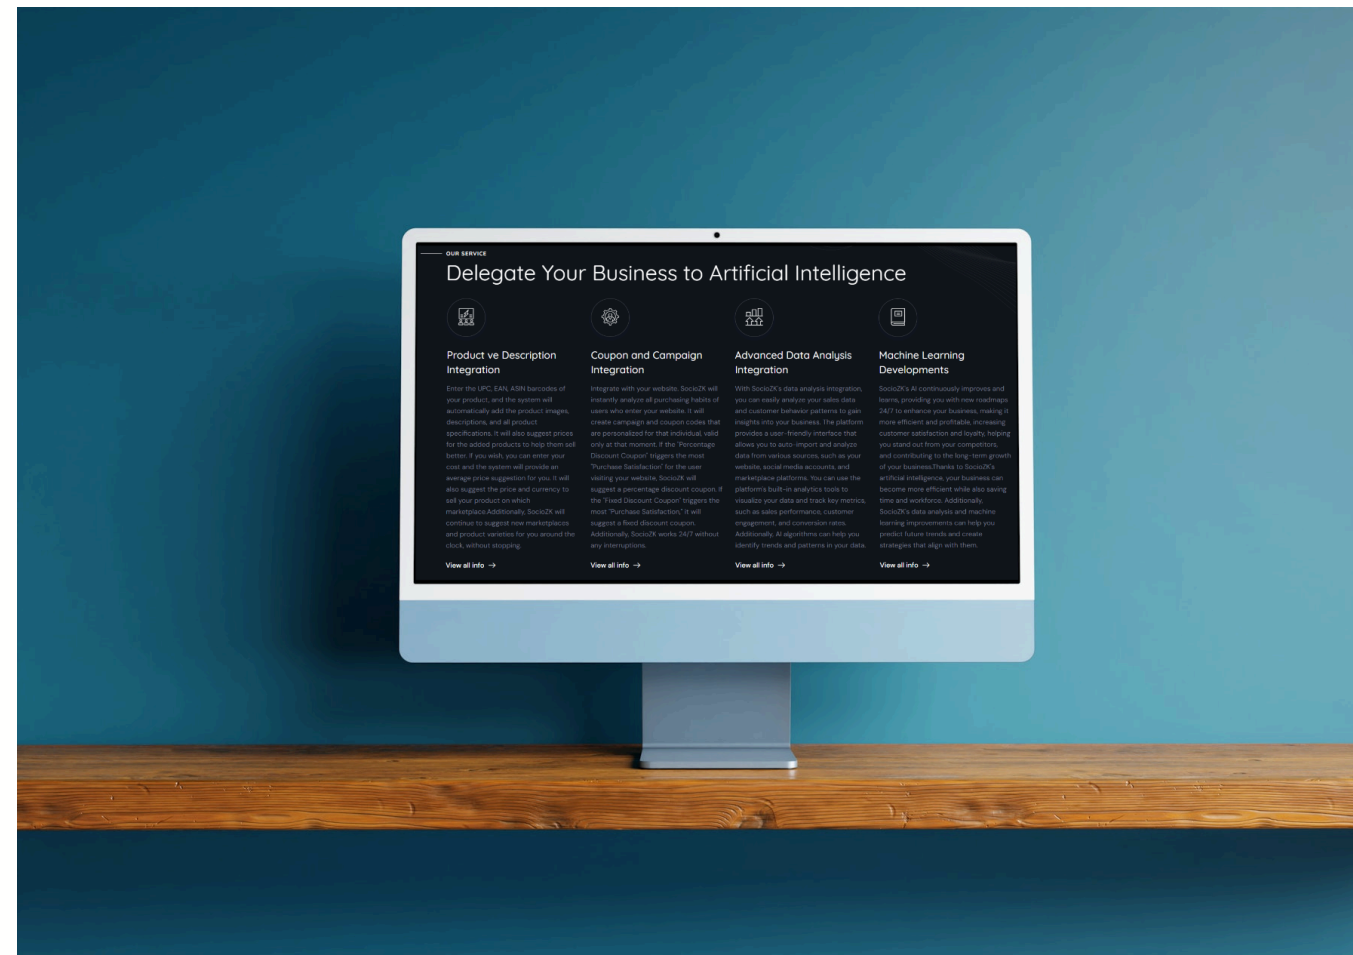 OUR SERVICE
Delegate Your Business to Artificial Intelligence
Product ve Description
Integration
Enter the UPC, EAN, ASIN barcodes of
your product, and the system will
automatically add the product images,
descriptions, and all product
specifications. It will also suggest prices
for the added products to help them sell
better. If you wish, you can enter your
cost and the system will provide an
average price suggestion for you. It will
also suggest the price and currency to
sell your product on which
marketplace.Additionally, SocioZK will
continue to suggest new marketplaces
and product varieties for you around the
clock, without stopping.
View all info →
Coupon and Campaign
Integration
Integrate with your website. SocioZK will
instantly analyze all purchasing habits of
users who enter your website. It will
create campaign and coupon codes that
are personalized for that individual, valid
only at that moment. If the "Percentage
Discount Coupon" triggers the most
"Purchase Satisfaction" for the user
visiting your website, SocioZK will
suggest a percentage discount coupon. If
the "Fixed Discount Coupon" triggers the
most "Purchase Satisfaction," it will
suggest a fixed discount coupon.
Additionally, SocioZK works 24/7 without
any interruptions.
View all info →
Advanced Data Analysis
Integration
With SocioZK's data analysis integration,
you can easily analyze your sales data
and customer behavior patterns to gain
insights into your business. The platform
provides a user-friendly interface that
allows you to auto-import and analyze
data from various sources, such as your
website, social media accounts, and
marketplace platforms. You can use the
platform's built-in analytics tools to
visualize your data and track key metrics,
such as sales performance, customer
engagement, and conversion rates.
Additionally, AI algorithms can help you
identify trends and patterns in your data.
View all info →
Machine Learning
Developments
SocioZK's AI continuously improves and
learns, providing you with new roadmaps
24/7 to enhance your business, making it
more efficient and profitable, increasing
customer satisfaction and loyalty, helping
you stand out from your competitors,
and contributing to the long-term growth
of your business.Thanks to SocioZK's
artificial intelligence, your business can
become more efficient while also saving
time and workforce. Additionally,
SocioZK's data analysis and machine
learning improvements can help you
predict future trends and create
strategies that align with them.
View all info →